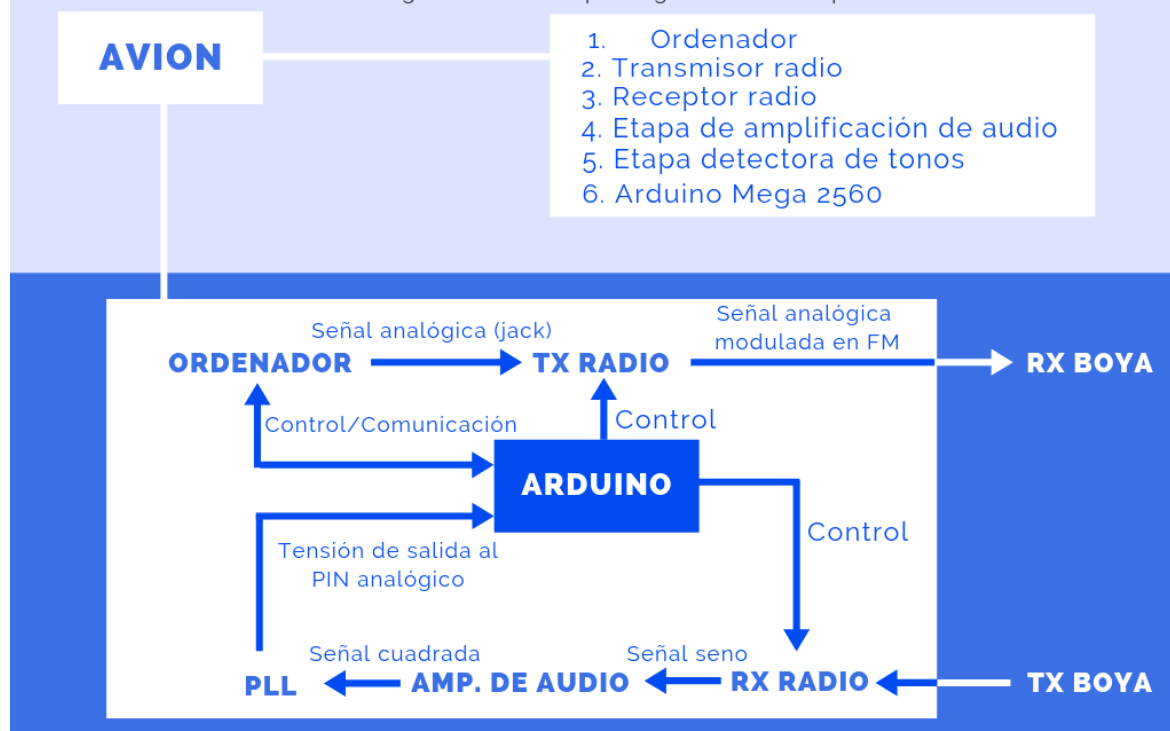 AVION
1. Ordenador
2. Transmisor radio
3. Receptor radio
4. Etapa de amplificación de audio
5. Etapa detectora de tonos
6. Arduino Mega 2560
Señal analógica (jack)
Señal analógica
modulada en FM
ORDENADOR
TX RADIO
RX BOYA
Control/Comunicación
Control
ARDUINO
Control
Tensión de salida al
PIN analógico
Señal cuadrada
Señal seno
PLL
AMP. DE AUDIO
RX RADIO
TX BOYA